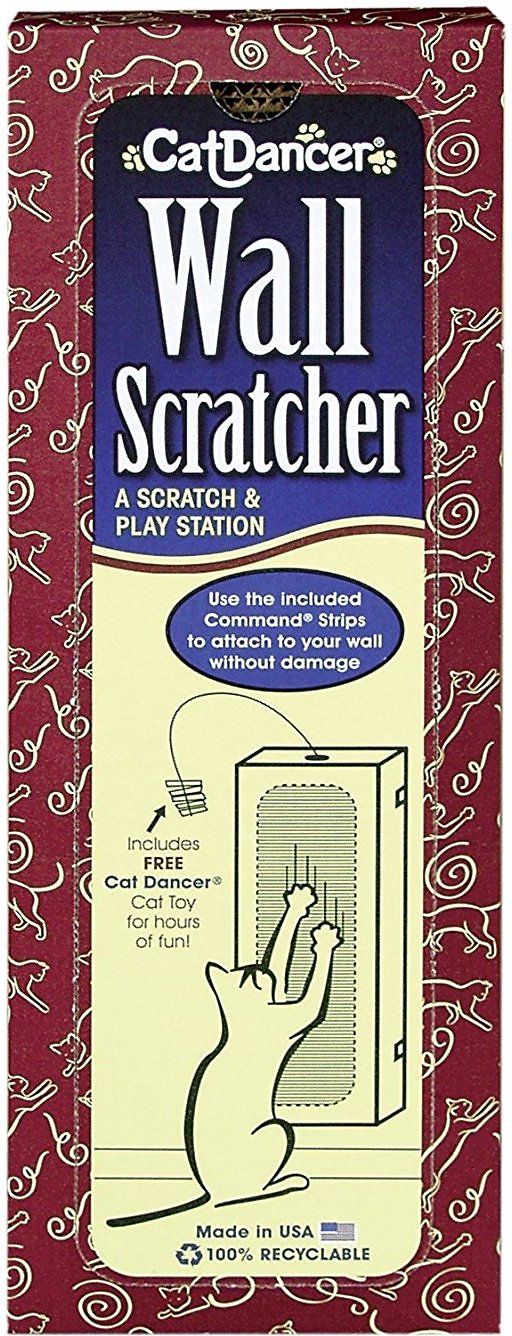 CatDancer®
Wall
Scratcher
A SCRATCH &
PLAY STATION
Use the included
Command® Strips
to attach to your wall
without damage
Includes
FREE
Cat Dancer®
Cat Toy
for hours
of fun!
Made in USA
100% RECYCLABLE